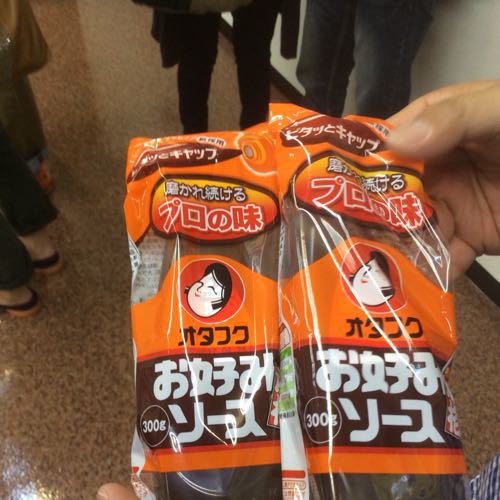 ピタッとキャップ
磨かれ続ける
プロの味
オタフク
お好み
ソース
300g
ピタッとキャップ
採用
磨かれ続ける
プロの味
オタフク
お好み
ソース
300g